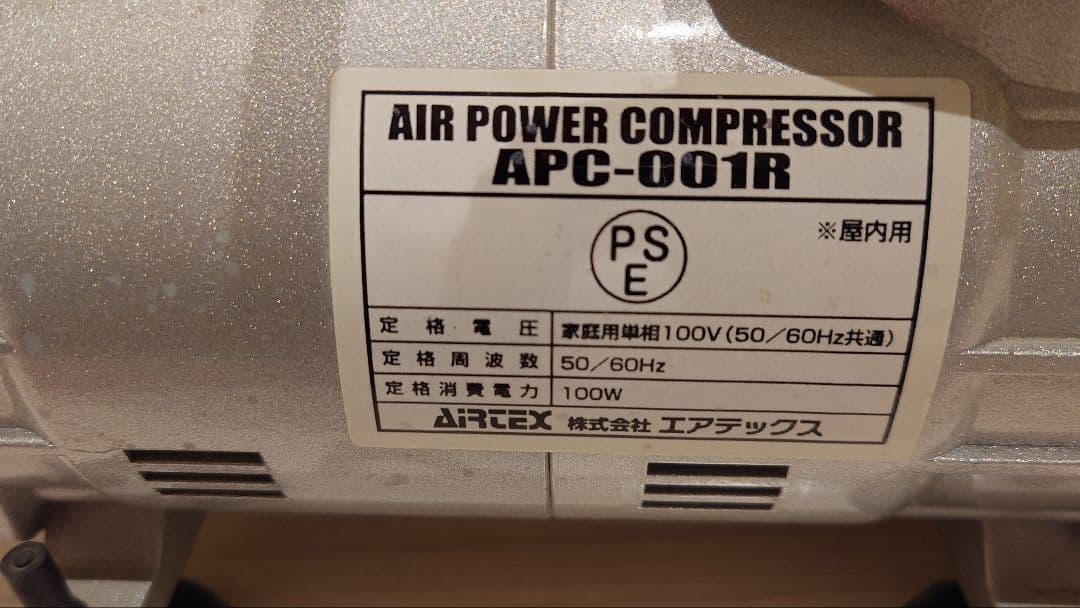 AIR POWER COMPRESSOR
APC-001R
PS
E
※屋内用
定格電圧 家庭用単相100V(50／60Hz共通)
定格周波数 50／60Hz
定格消費電力 100W
AIRTEX 株式会社 エアテックス